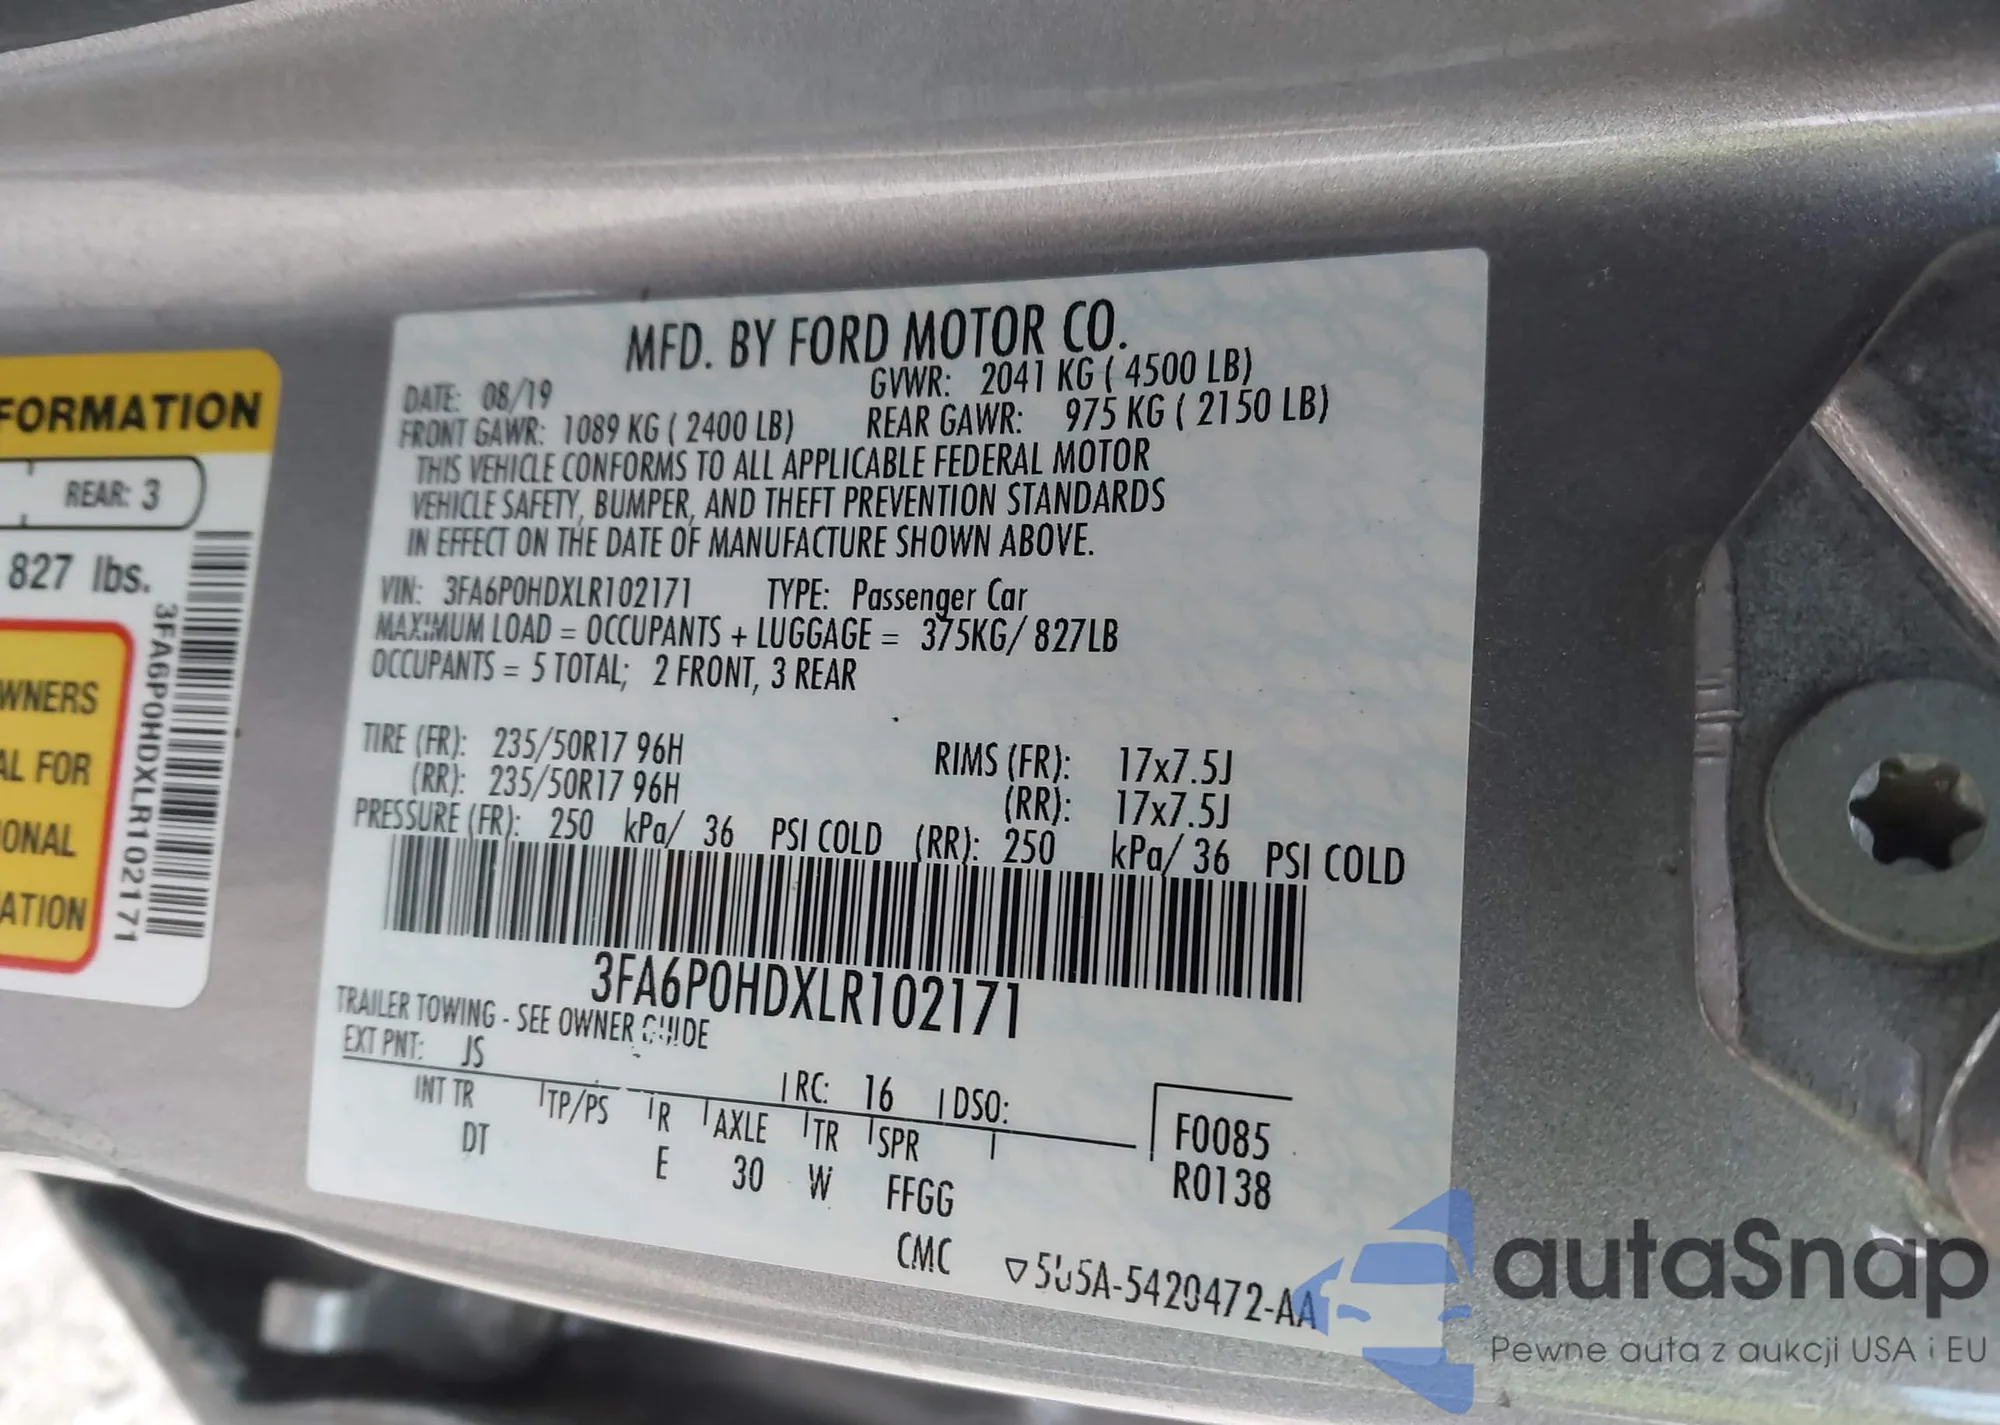 FORMATION
REAR: 3
827 lbs.
WNERS
AL FOR
IONAL
ATION
3FA6P0HDXLR102171
MFD. BY FORD MOTOR CO.
DATE: 08/19 GVWR: 2041 KG ( 4500 LB)
FRONT GAWR: 1089 KG ( 2400 LB) REAR GAWR: 975 KG ( 2150 LB)
THIS VEHICLE CONFORMS TO ALL APPLICABLE FEDERAL MOTOR
VEHICLE SAFETY, BUMPER, AND THEFT PREVENTION STANDARDS
IN EFFECT ON THE DATE OF MANUFACTURE SHOWN ABOVE.
VIN: 3FA6P0HDXLR102171 TYPE: Passenger Car
MAXIMUM LOAD = OCCUPANTS + LUGGAGE = 375KG/ 827LB
OCCUPANTS = 5 TOTAL; 2 FRONT, 3 REAR
TIRE (FR): 235/50R17 96H RIMS (FR): 17x7.5J
(RR): 235/50R17 96H (RR): 17x7.5J
PRESSURE (FR): 250 kPa/ 36 PSI COLD (RR): 250 kPa/ 36 PSI COLD
3FA6P0HDXLR102171
TRAILER TOWING - SEE OWNER GUIDE
EXT PNT: JS RC: 16 DSO:
INT TR TP/PS R AXLE TR SPR F0085
DT E 30 W FFGG R0138
CMC
autaSnap
Pewne auta z aukcji USA i EU